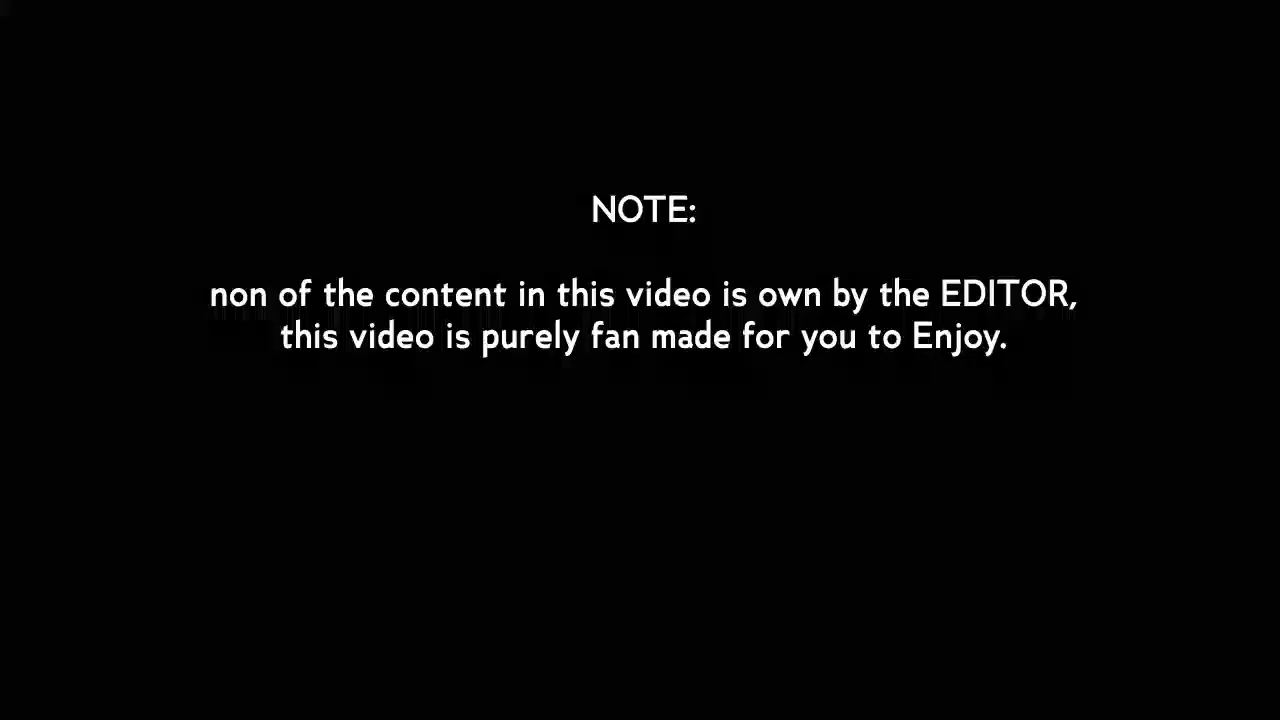 NOTE:
non of the content in this video is own by the EDITOR,
this video is purely fan made for you to Enjoy.